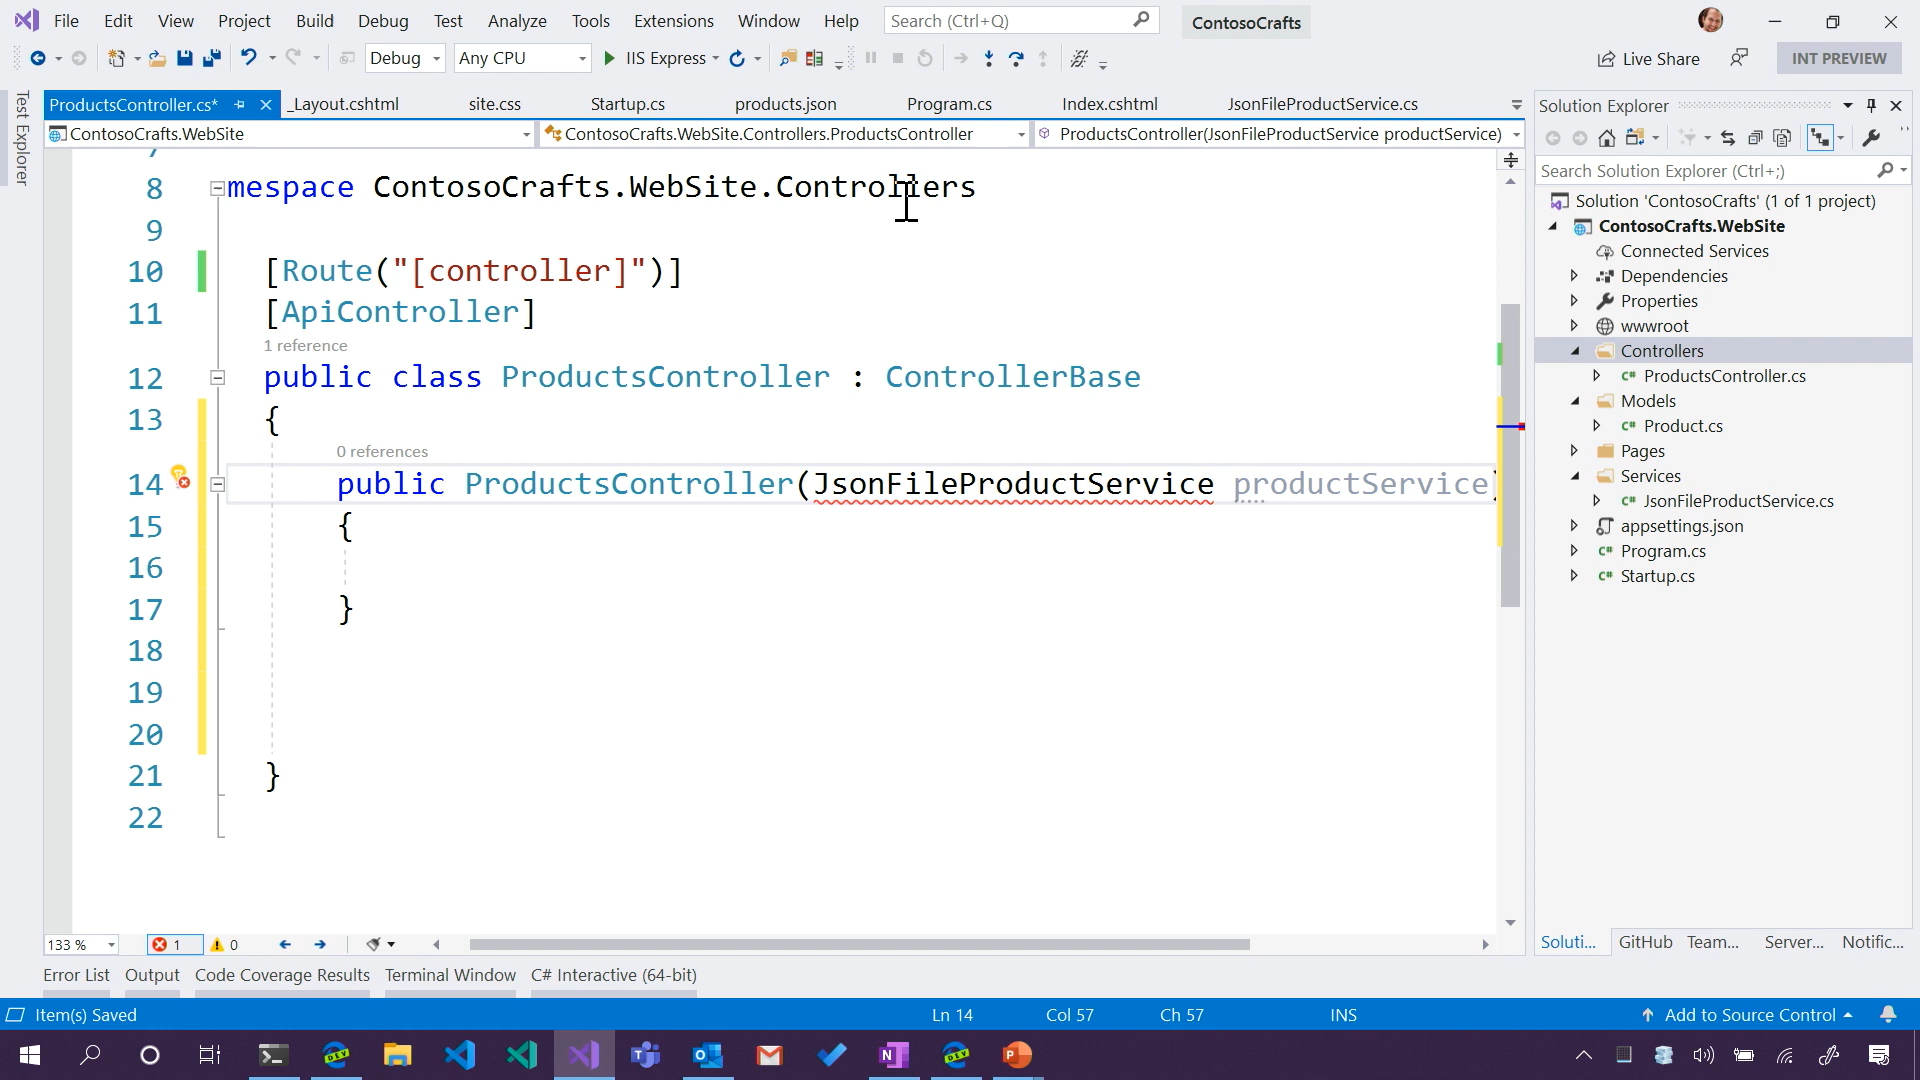 File Edit View Project Build Debug Test Analyze Tools Extensions Window Help Search (Ctrl+Q) ContosoCrafts
Debug Any CPU IIS Express Live Share INT PREVIEW
Test Explorer
ProductsController.cs* _Layout.cshtml site.css Startup.cs products.json Program.cs Index.cshtml JsonFileProductService.cs
ContosoCrafts.WebSite ContosoCrafts.WebSite.Controllers.ProductsController ProductsController(JsonFileProductService productService)
8 mespace ContosoCrafts.WebSite.Controllers
9
10 [Route("[controller]")]
11 [ApiController]
1 reference
12 public class ProductsController : ControllerBase
13 {
0 references
14 public ProductsController(JsonFileProductService productService)
15 {
16
17 }
18
19
20
21 }
22
133 % 1 0
Error List Output Code Coverage Results Terminal Window C# Interactive (64-bit)
Solution Explorer
Search Solution Explorer (Ctrl+;)
Solution 'ContosoCrafts' (1 of 1 project)
ContosoCrafts.WebSite
Connected Services
Dependencies
Properties
wwwroot
Controllers
C# ProductsController.cs
Models
C# Product.cs
Pages
Services
C# JsonFileProductService.cs
appsettings.json
C# Program.cs
C# Startup.cs
Soluti... GitHub Team... Server... Notific...
Item(s) Saved Ln 14 Col 57 Ch 57 INS Add to Source Control